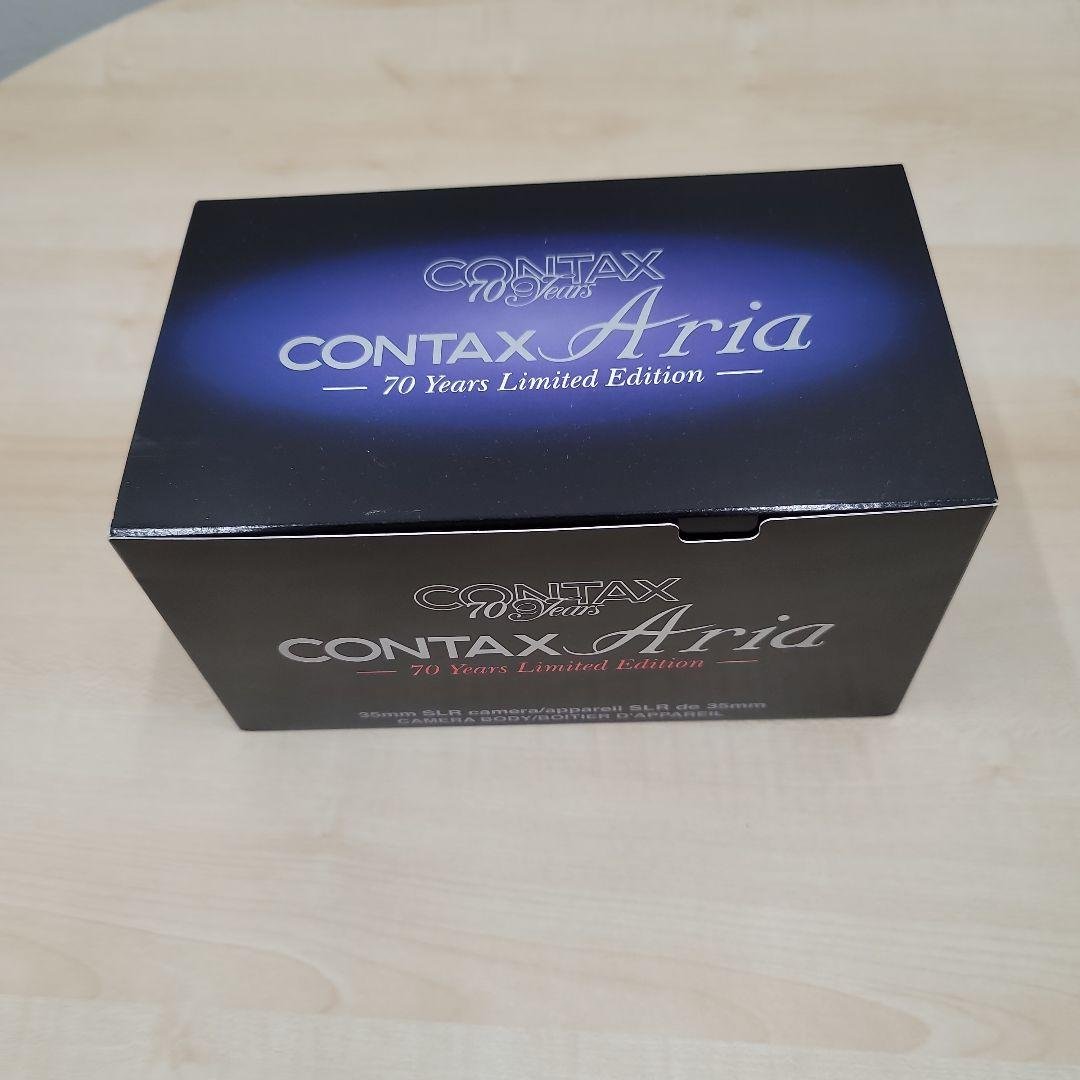 CONTAX
70 Years
CONTAX Aria
70 Years Limited Edition
CONTAX
70 Years
CONTAX Aria
70 Years Limited Edition
35mm SLR camera/appareil SLR de 35mm
CAMERA BODY/BOITIER D'APPAREIL